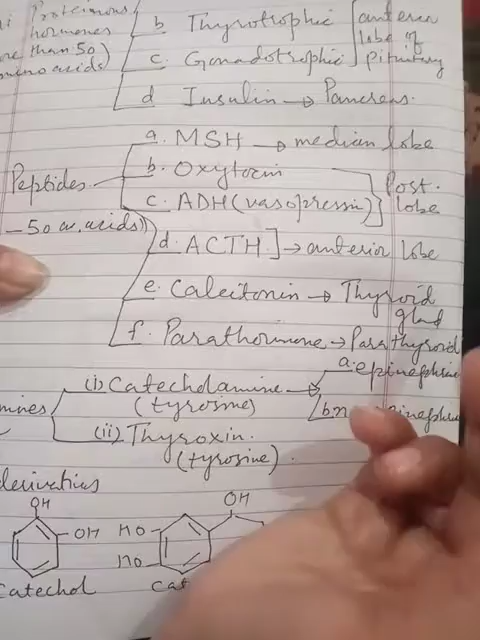 Proteinous
hormones
more than 50)
amino acids)
b Thyrotrophic
c. Gonadotrophic
anterior
lobe of
pituitary
d Insulin → Pancreas.
Peptides
- 50 a.acids)
a. MSH → median lobe
b. Oxytocin
c. ADH (vasopressin)
Post.
lobe
d. ACTH] → anterior lobe
e. Calcitonin → Thyroid
gland
f. Parathormone → Parathyroid
(i) Catecholamine →
(tyrosine)
a. epinephrine
b.
(ii) Thyroxin.
(tyrosine).
derivatives
OH
OH
Catechol
OH
HO
HO